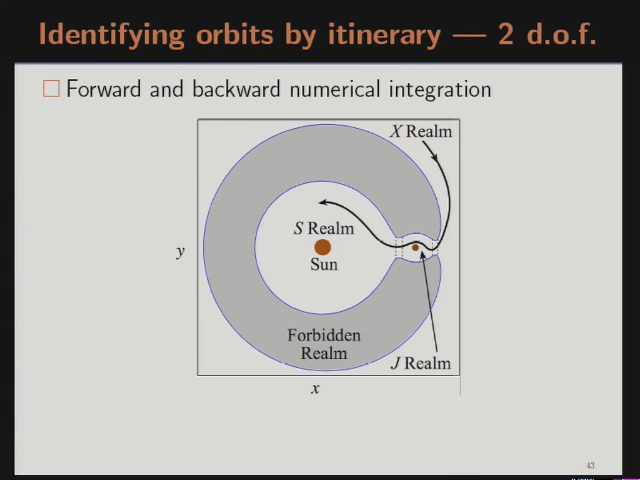 Identifying orbits by itinerary — 2 d.o.f.
Forward and backward numerical integration
X Realm
S Realm
y
Sun
Forbidden
Realm
J Realm
x
43